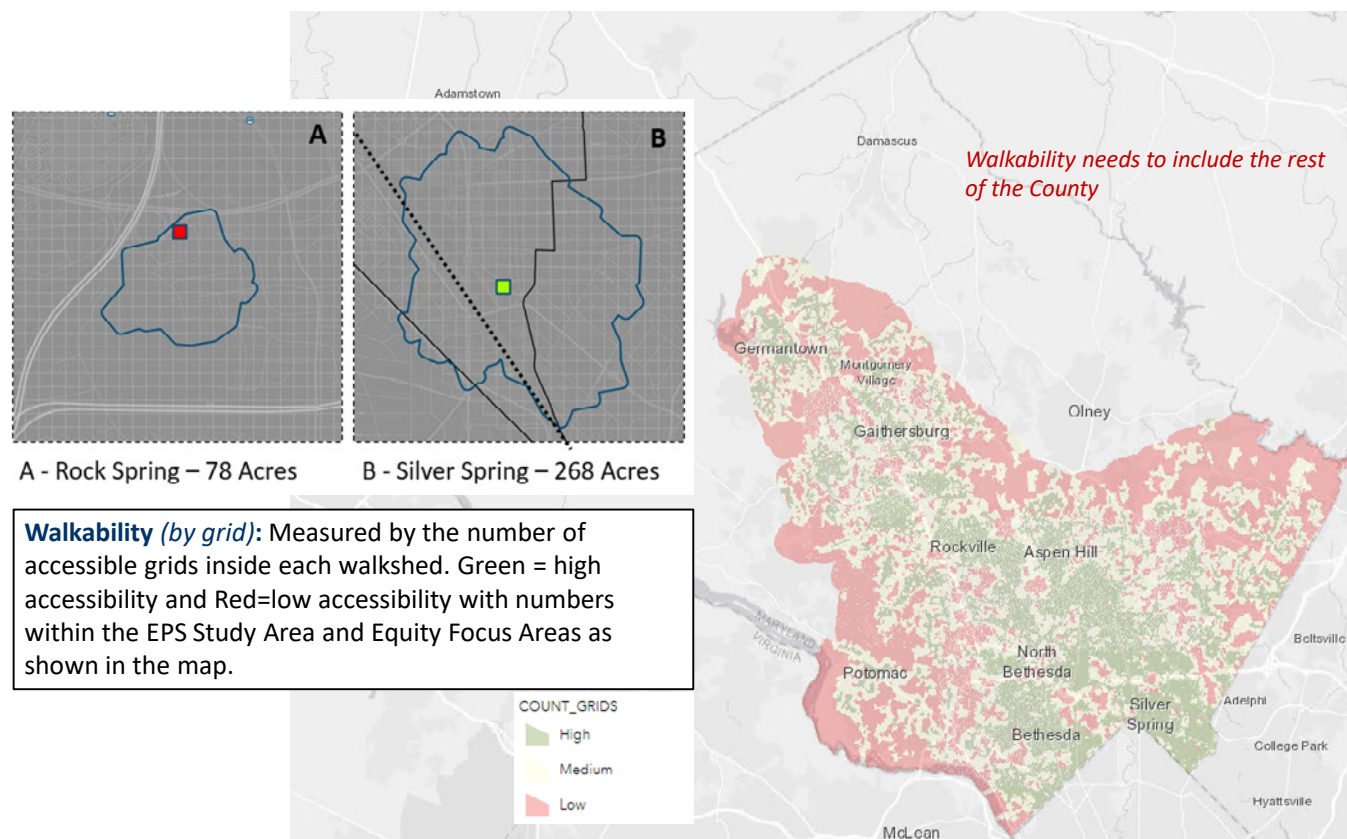 Adamstown
Damascus
Walkability needs to include the rest
of the County
A
B
A - Rock Spring – 78 Acres
B - Silver Spring – 268 Acres
Walkability (by grid): Measured by the number of
accessible grids inside each walkshed. Green = high
accessibility and Red=low accessibility with numbers
within the EPS Study Area and Equity Focus Areas as
shown in the map.
COUNT_GRIDS
High
Medium
Low
Germantown
Montgomery
Village
Olney
Gaithersburg
Rockville
Aspen Hill
MARYLAND
VIRGINIA
Beltsville
North
Bethesda
Potomac
Silver
Spring
Adelphi
Bethesda
College Park
Hyattsville
McLean